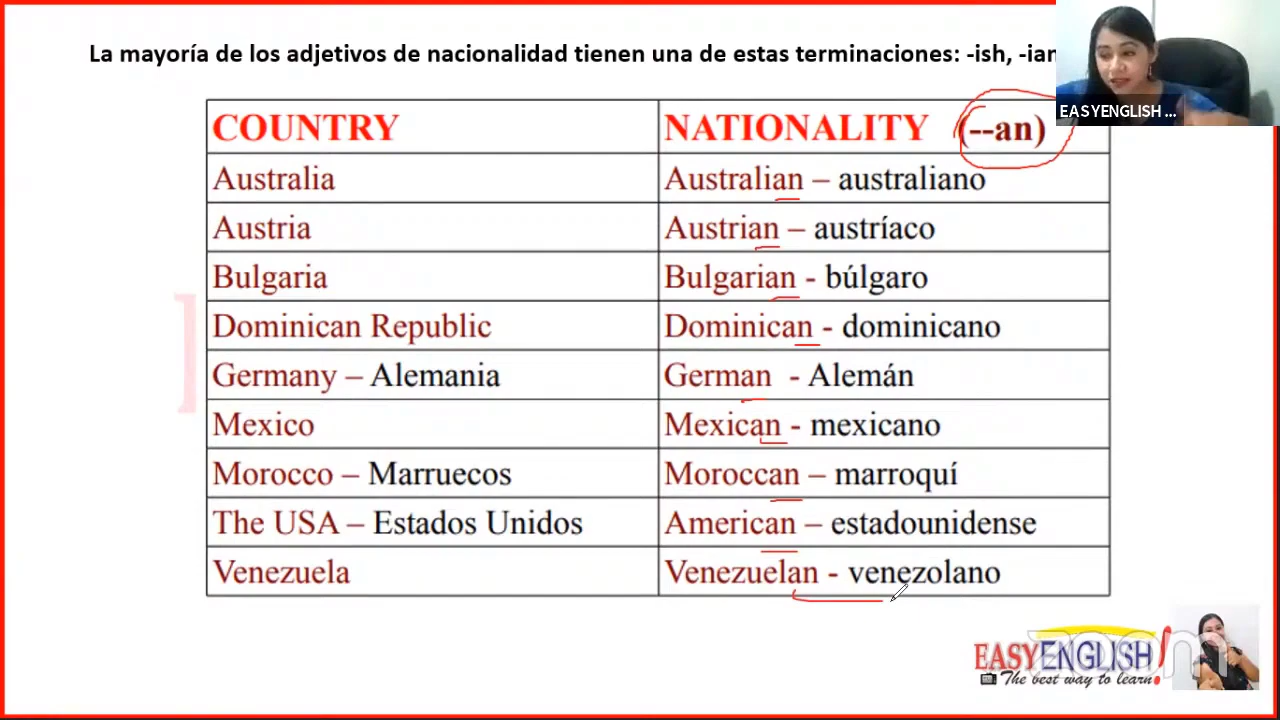 La mayoría de los adjetivos de nacionalidad tienen una de estas terminaciones: -ish, -ian
EASYENGLISH ...
COUNTRY NATIONALITY (--an)
Australia Australian – australiano
Austria Austrian – austríaco
Bulgaria Bulgarian - búlgaro
Dominican Republic Dominican - dominicano
Germany – Alemania German - Alemán
Mexico Mexican - mexicano
Morocco – Marruecos Moroccan – marroquí
The USA – Estados Unidos American – estadounidense
Venezuela Venezuelan - venezolano
zoom
EASYENGLISH!
The best way to learn